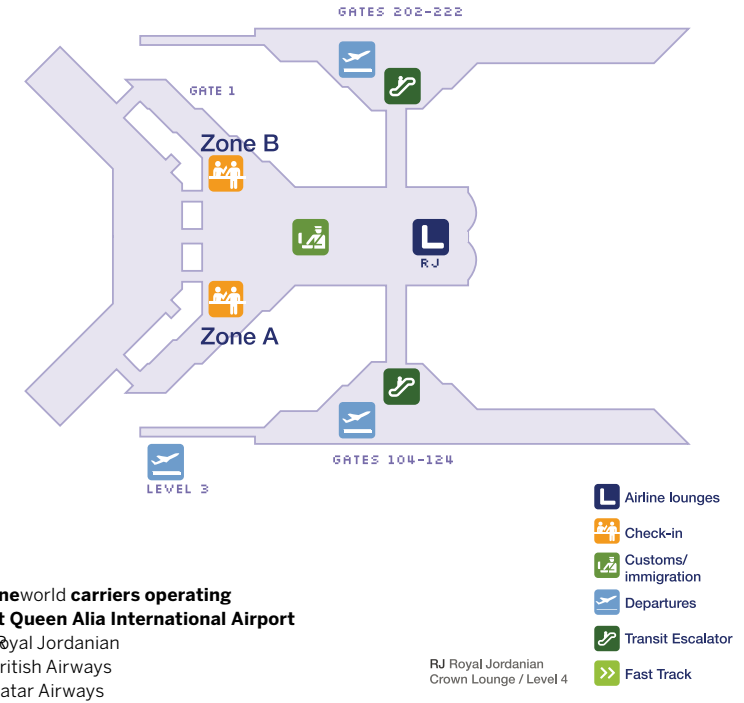 GATES 202-222
GATE 1
Zone B
RJ
Zone A
GATES 104-124
LEVEL 3
Airline lounges
Check-in
Customs/
immigration
Departures
Transit Escalator
Fast Track
neworld carriers operating
t Queen Alia International Airport
Royal Jordanian
ritish Airways
atar Airways
RJ Royal Jordanian
Crown Lounge / Level 4